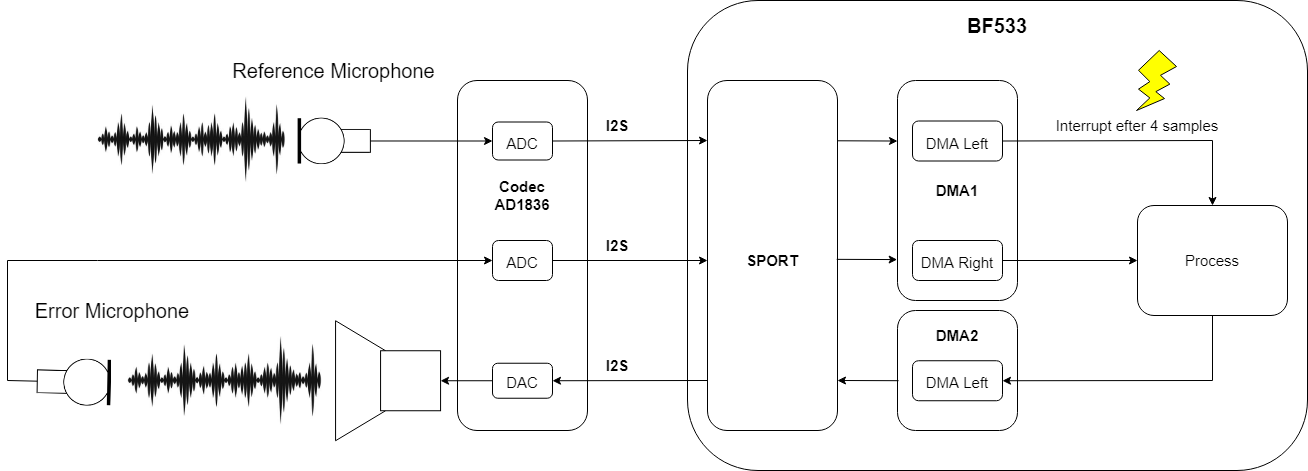 BF533
Reference Microphone
I2S
Interrupt efter 4 samples
ADC
DMA Left
Codec
AD1836
DMA1
I2S
ADC
SPORT
DMA Right
Process
Error Microphone
DMA2
I2S
DAC
DMA Left